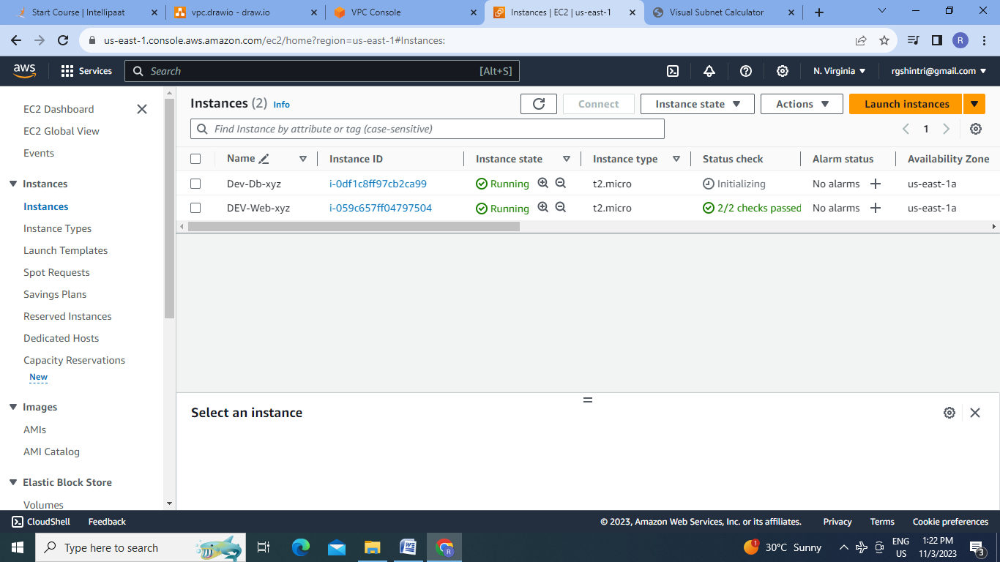 Start Course | Intellipaat
vpc.drawio - draw.io
VPC Console
Instances | EC2 | us-east-1
Visual Subnet Calculator
us-east-1.console.aws.amazon.com/ec2/home?region=us-east-1#Instances:
R
aws
Services
Search
[Alt+S]
N. Virginia
rgshintri@gmail.com
EC2 Dashboard
EC2 Global View
Events
Instances
Instances
Instance Types
Launch Templates
Spot Requests
Savings Plans
Reserved Instances
Dedicated Hosts
Capacity Reservations
New
Images
AMIs
AMI Catalog
Elastic Block Store
Volumes
Instances (2) Info
Connect
Instance state
Actions
Launch instances
Find Instance by attribute or tag (case-sensitive)
1
Name Instance ID Instance state Instance type Status check Alarm status Availability Zone
Dev-Db-xyz i-0df1c8ff97cb2ca99 Running t2.micro Initializing No alarms us-east-1a
DEV-Web-xyz i-059c657ff04797504 Running t2.micro 2/2 checks passed No alarms us-east-1a
Select an instance
CloudShell Feedback © 2023, Amazon Web Services, Inc. or its affiliates. Privacy Terms Cookie preferences
Type here to search
R
1
30°C Sunny
ENG
US
1:22 PM
11/3/2023
3